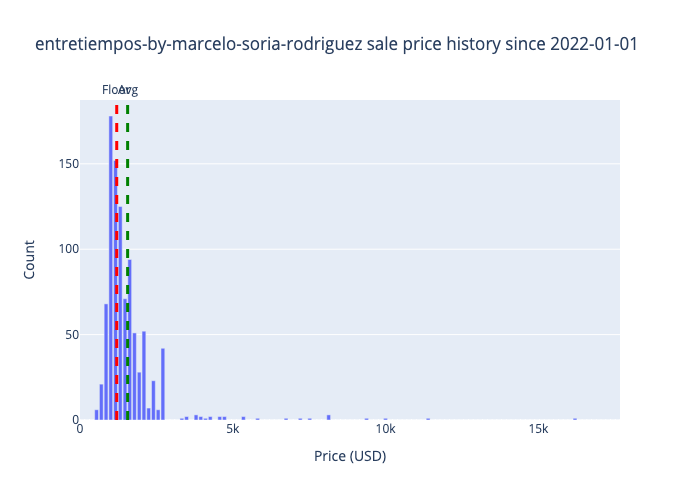 entretiempos-by-marcelo-soria-rodriguez sale price history since 2022-01-01
Floor
Avg
150
100
50
0
0
5k
10k
15k
Count
Price (USD)